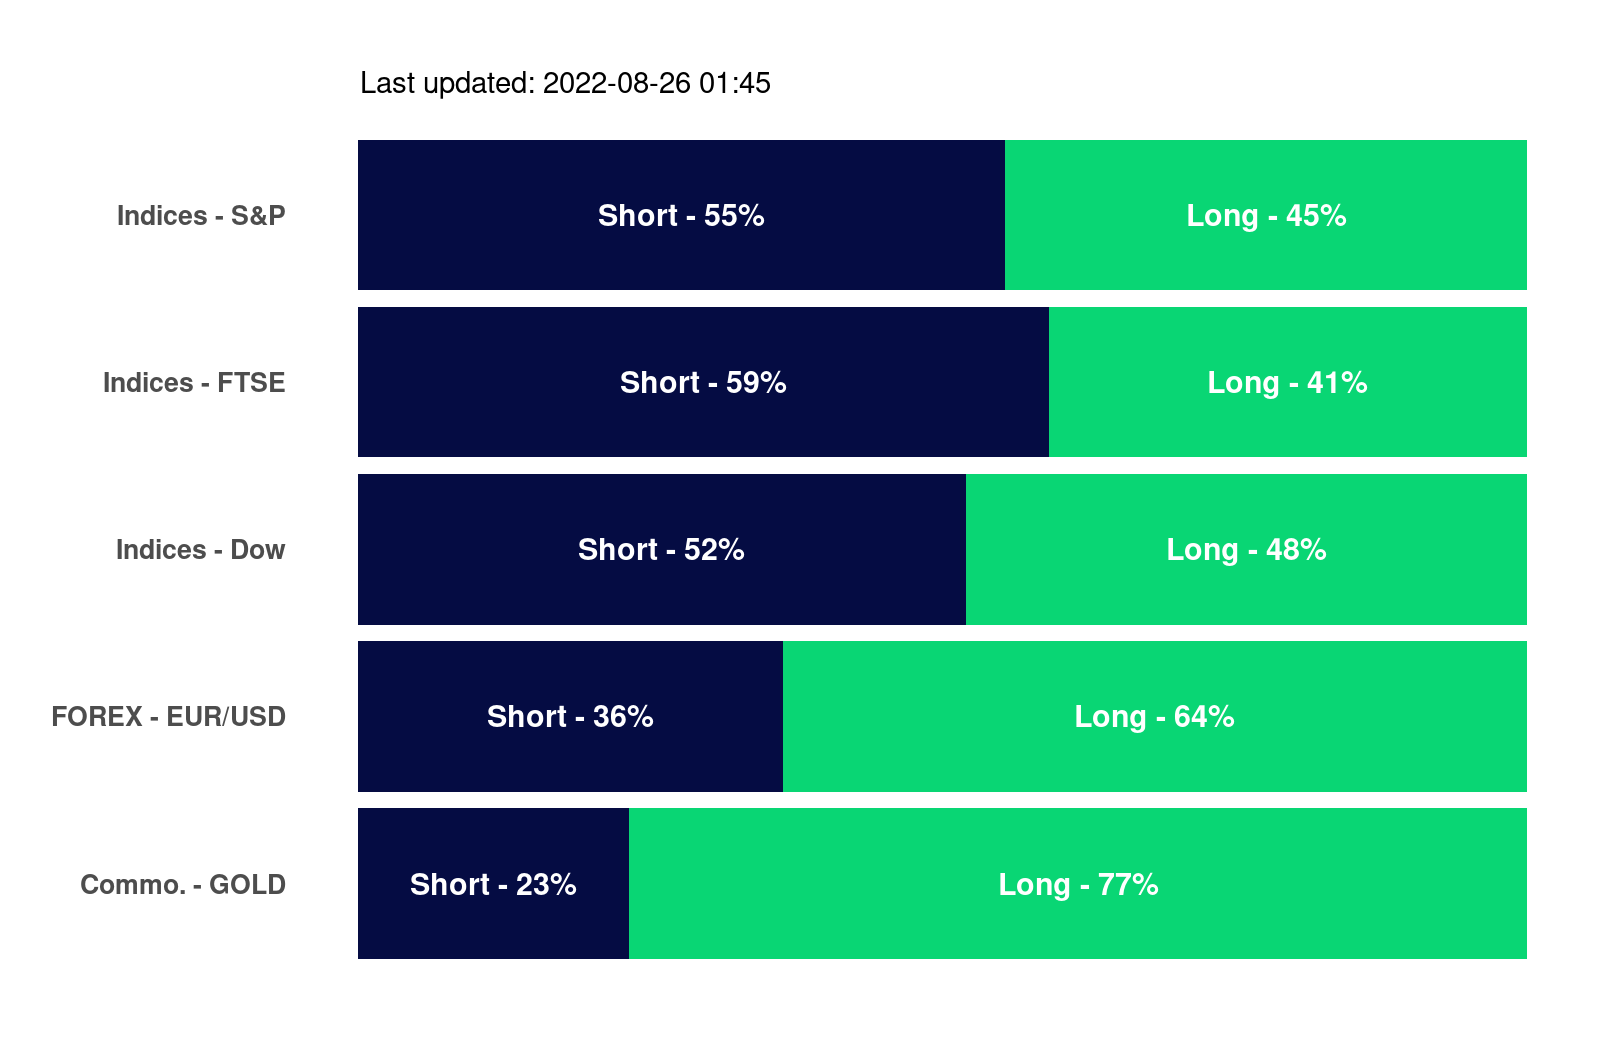 Last updated: 2022-08-26 01:45
Indices - S&P Short - 55% Long - 45%
Indices - FTSE Short - 59% Long - 41%
Indices - Dow Short - 52% Long - 48%
FOREX - EUR/USD Short - 36% Long - 64%
Commo. - GOLD Short - 23% Long - 77%